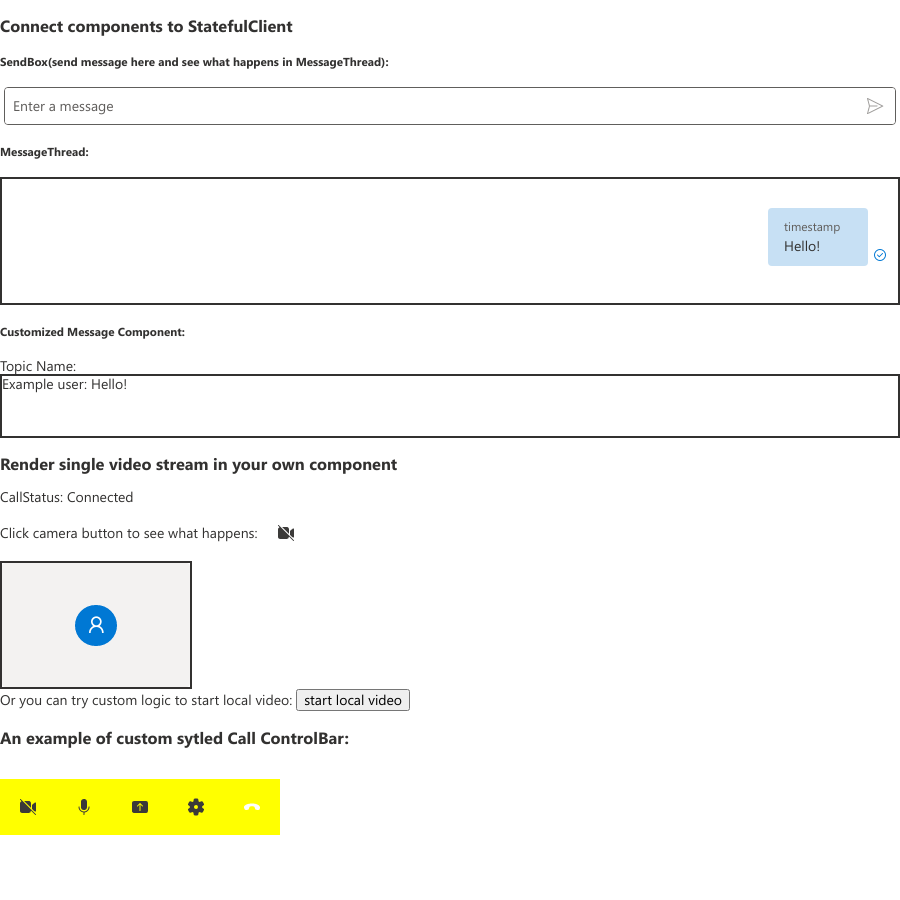 Connect components to StatefulClient
SendBox(send message here and see what happens in MessageThread):
Enter a message
MessageThread:
timestamp
Hello!
Customized Message Component:
Topic Name:
Example user: Hello!
Render single video stream in your own component
CallStatus: Connected
Click camera button to see what happens:
Or you can try custom logic to start local video: start local video
An example of custom sytled Call ControlBar: